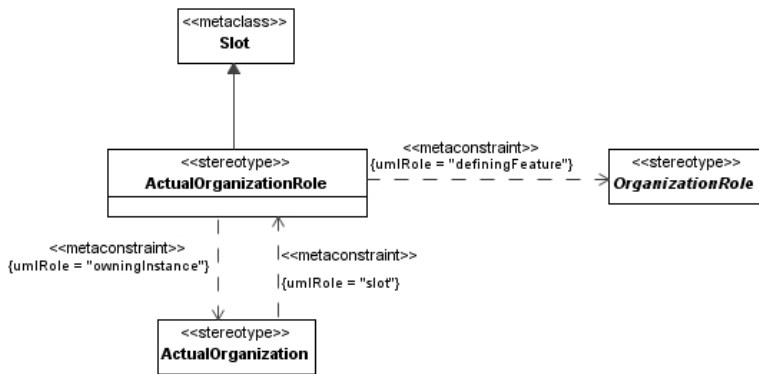 <<metaclass>>
Slot
<<stereotype>>
ActualOrganizationRole
<<metaconstraint>>
{umlRole = "definingFeature"}
<<stereotype>>
OrganizationRole
<<metaconstraint>>
{umlRole = "owningInstance"}
<<metaconstraint>>
{umlRole = "slot"}
<<stereotype>>
ActualOrganization